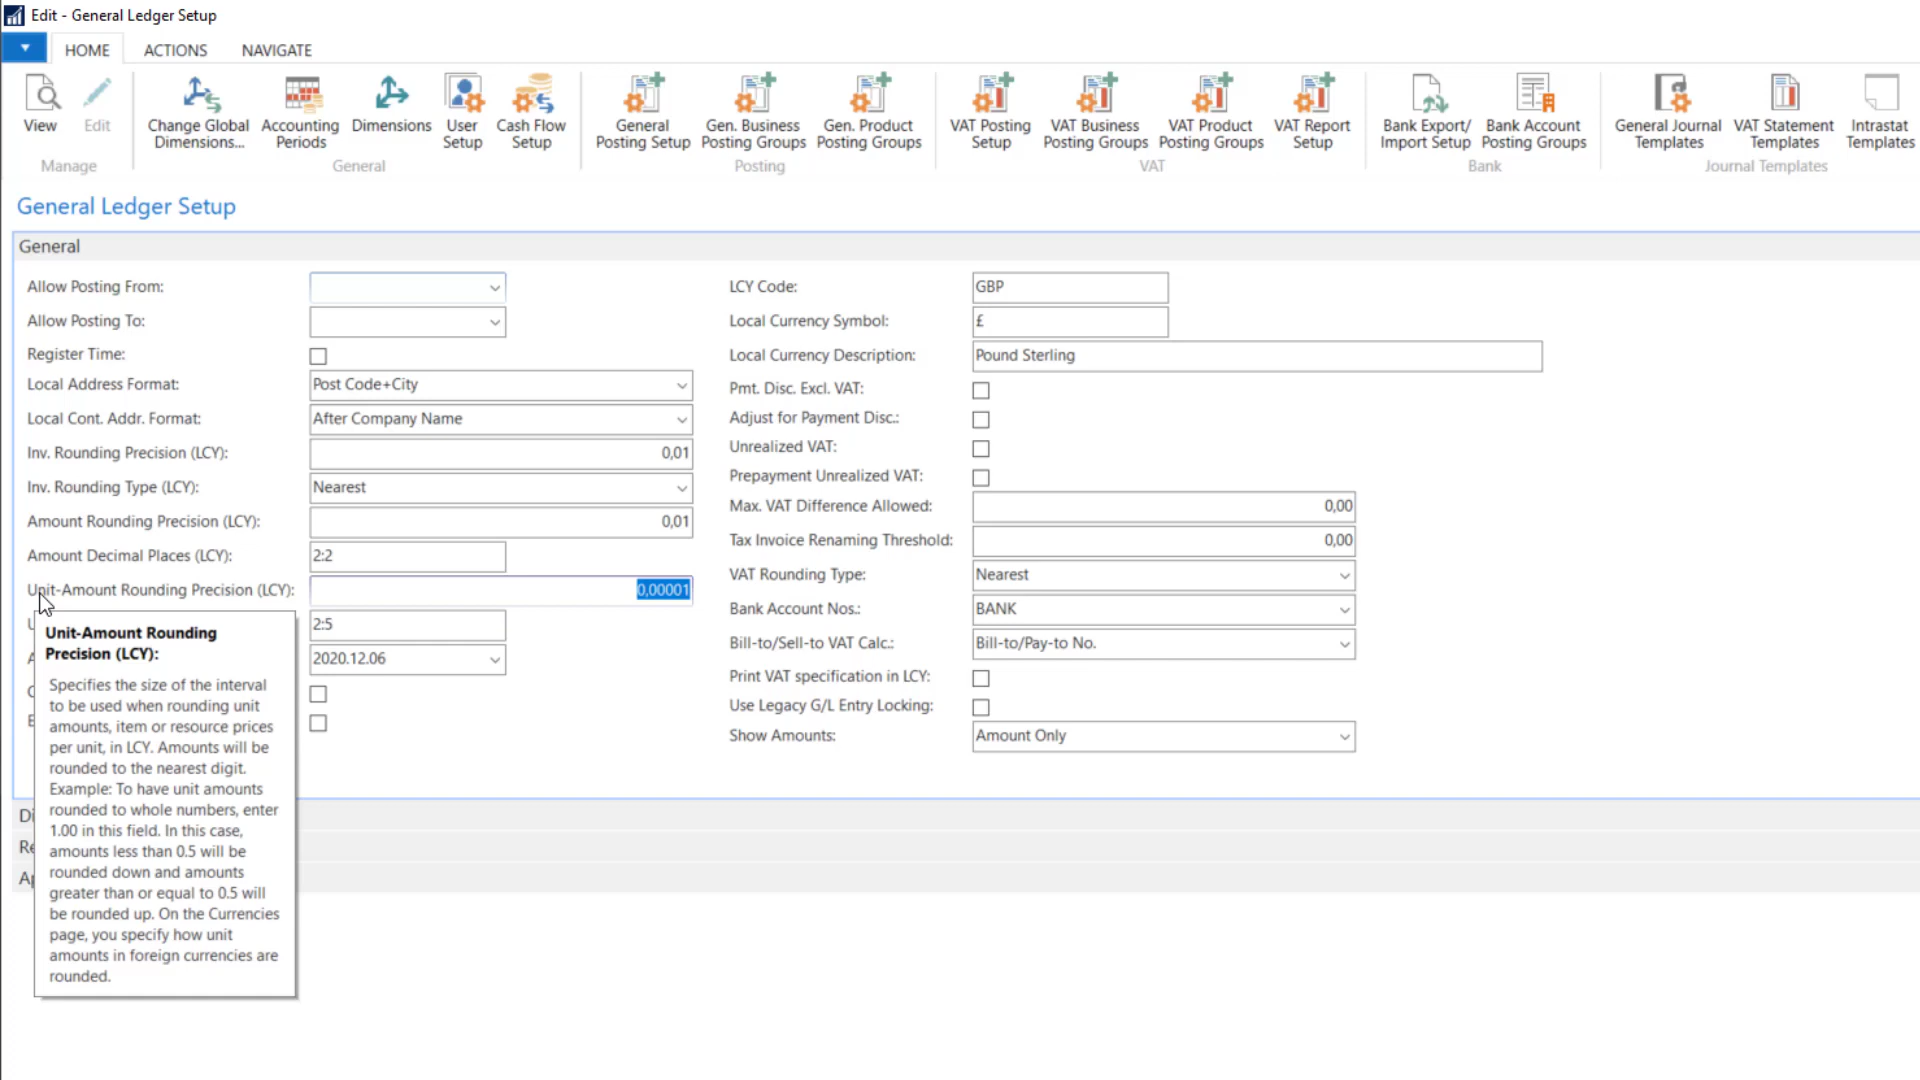 Edit - General Ledger Setup
HOME
ACTIONS
NAVIGATE
View
Edit
Change Global
Dimensions...
Accounting
Periods
Dimensions
User
Setup
Cash Flow
Setup
General
Posting Setup
Gen. Business
Posting Groups
Gen. Product
Posting Groups
VAT Posting
Setup
VAT Business
Posting Groups
VAT Product
Posting Groups
VAT Report
Setup
Bank Export/
Import Setup
Bank Account
Posting Groups
General Journal
Templates
VAT Statement
Templates
Intrastat
Templates
Manage
General
Posting
VAT
Bank
Journal Templates
General Ledger Setup
General
Allow Posting From:
Allow Posting To:
Register Time:
Local Address Format: Post Code+City
Local Cont. Addr. Format: After Company Name
Inv. Rounding Precision (LCY): 0,01
Inv. Rounding Type (LCY): Nearest
Amount Rounding Precision (LCY): 0,01
Amount Decimal Places (LCY): 2:2
Unit-Amount Rounding Precision (LCY): 0,00001
2:5
2020.12.06
Unit-Amount Rounding
Precision (LCY):
Specifies the size of the interval
to be used when rounding unit
amounts, item or resource prices
per unit, in LCY. Amounts will be
rounded to the nearest digit.
Example: To have unit amounts
rounded to whole numbers, enter
1.00 in this field. In this case,
amounts less than 0.5 will be
rounded down and amounts
greater than or equal to 0.5 will
be rounded up. On the Currencies
page, you specify how unit
amounts in foreign currencies are
rounded.
LCY Code: GBP
Local Currency Symbol: £
Local Currency Description: Pound Sterling
Pmt. Disc. Excl. VAT:
Adjust for Payment Disc.:
Unrealized VAT:
Prepayment Unrealized VAT:
Max. VAT Difference Allowed: 0,00
Tax Invoice Renaming Threshold: 0,00
VAT Rounding Type: Nearest
Bank Account Nos.: BANK
Bill-to/Sell-to VAT Calc.: Bill-to/Pay-to No.
Print VAT specification in LCY:
Use Legacy G/L Entry Locking:
Show Amounts: Amount Only